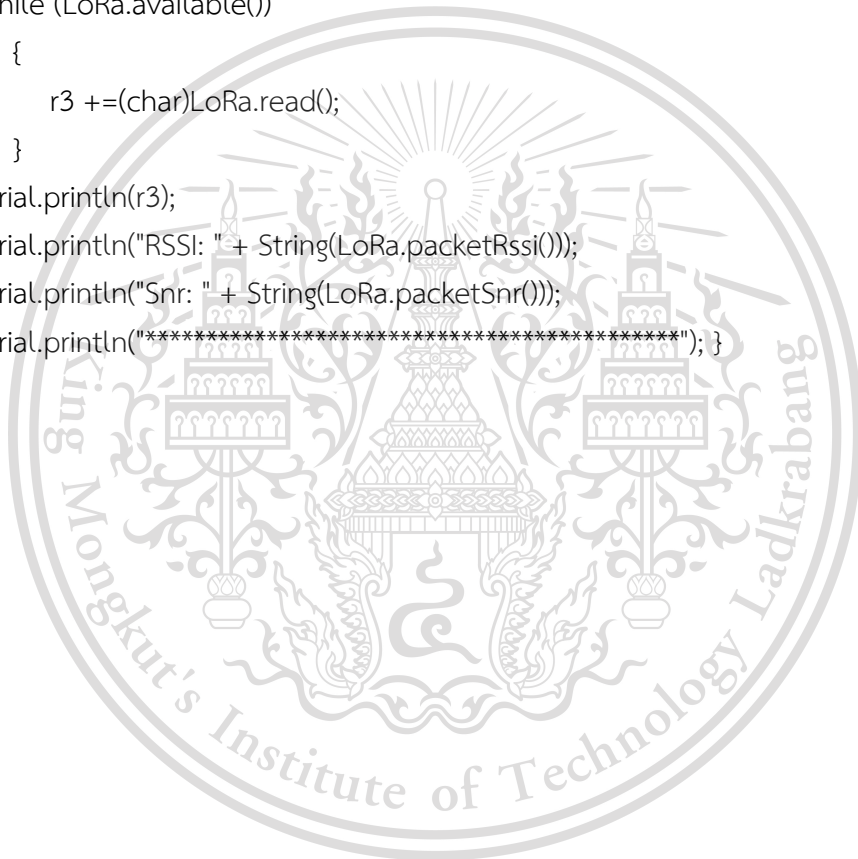 hile (LoRa.available())
{
r3 +=(char)LoRa.read();
}
rial.println(r3);
rial.println("RSSI: " + String(LoRa.packetRssi()));
rial.println("Snr: " + String(LoRa.packetSnr()));
rial.println("********************************************"); }
King Mongkut's Institute of Technology Ladkrabang